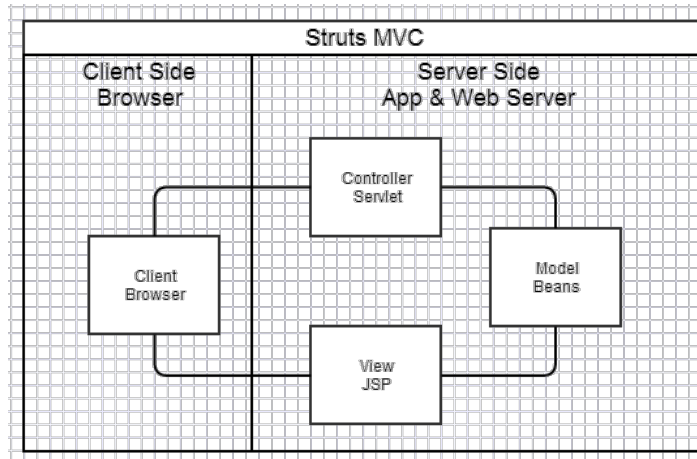 Struts MVC
Client Side
Browser
Server Side
App & Web Server
Controller
Servlet
Client
Browser
Model
Beans
View
JSP